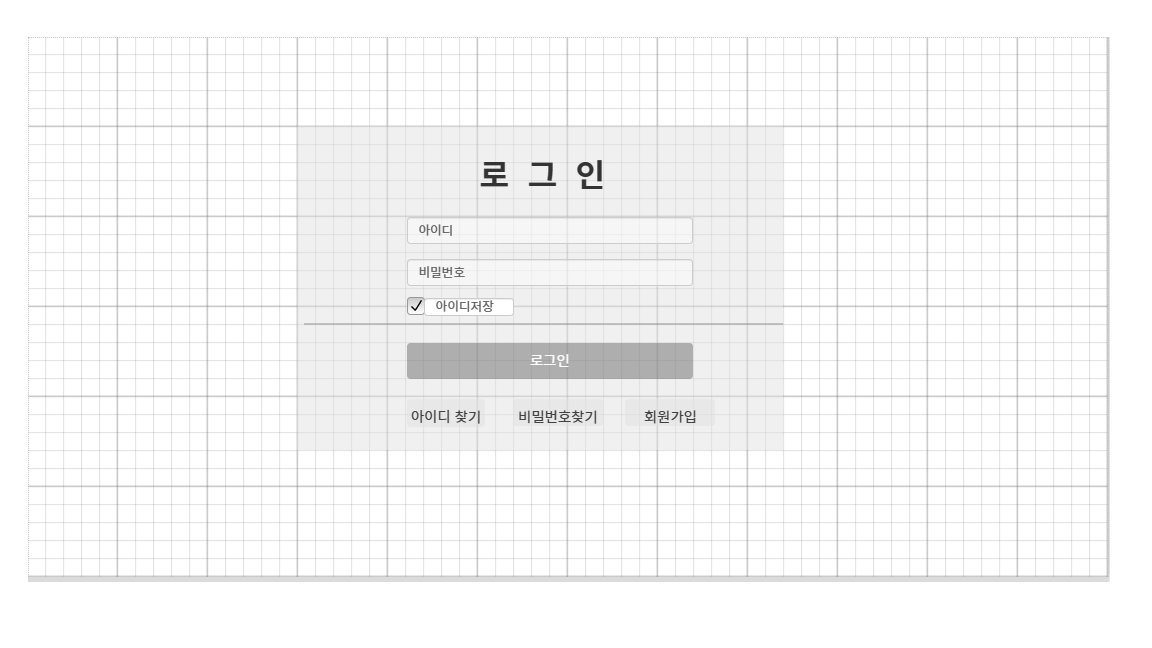 로 그 인
아이디
비밀번호
아이디저장
로그인
아이디 찾기 비밀번호찾기 회원가입